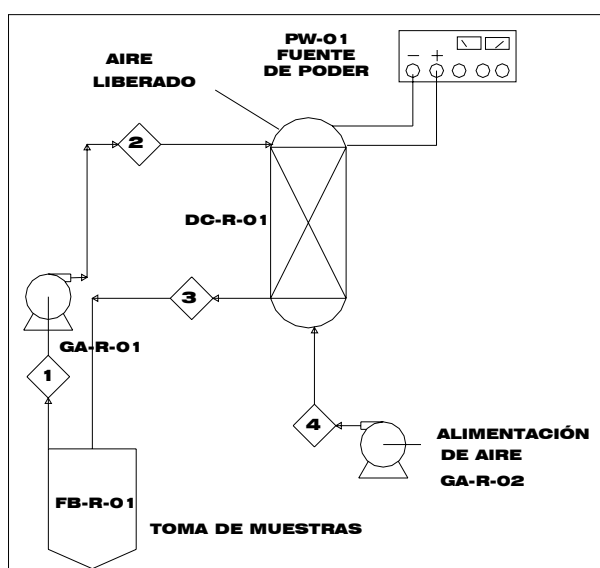 PW-01
FUENTE
DE PODER
AIRE
LIBERADO
− +
2
DC-R-01
3
GA-R-01
1
4
ALIMENTACIÓN
DE AIRE
GA-R-02
FB-R-01
TOMA DE MUESTRAS